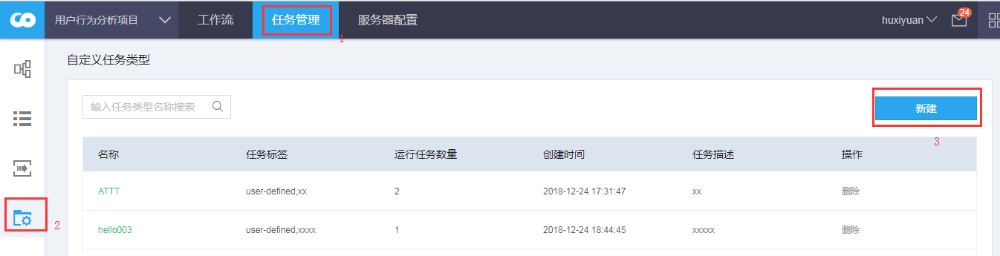 用户行为分析项目 工作流 任务管理 服务器配置 huxiyuan 24
1
自定义任务类型
输入任务类型名称搜索 新建
3
名称 任务标签 运行任务数量 创建时间 任务描述 操作
ATTT user-defined,xx 2 2018-12-24 17:31:47 xx 删除
2
hello003 user-defined,xxxx 1 2018-12-24 18:44:45 xxxxx 删除